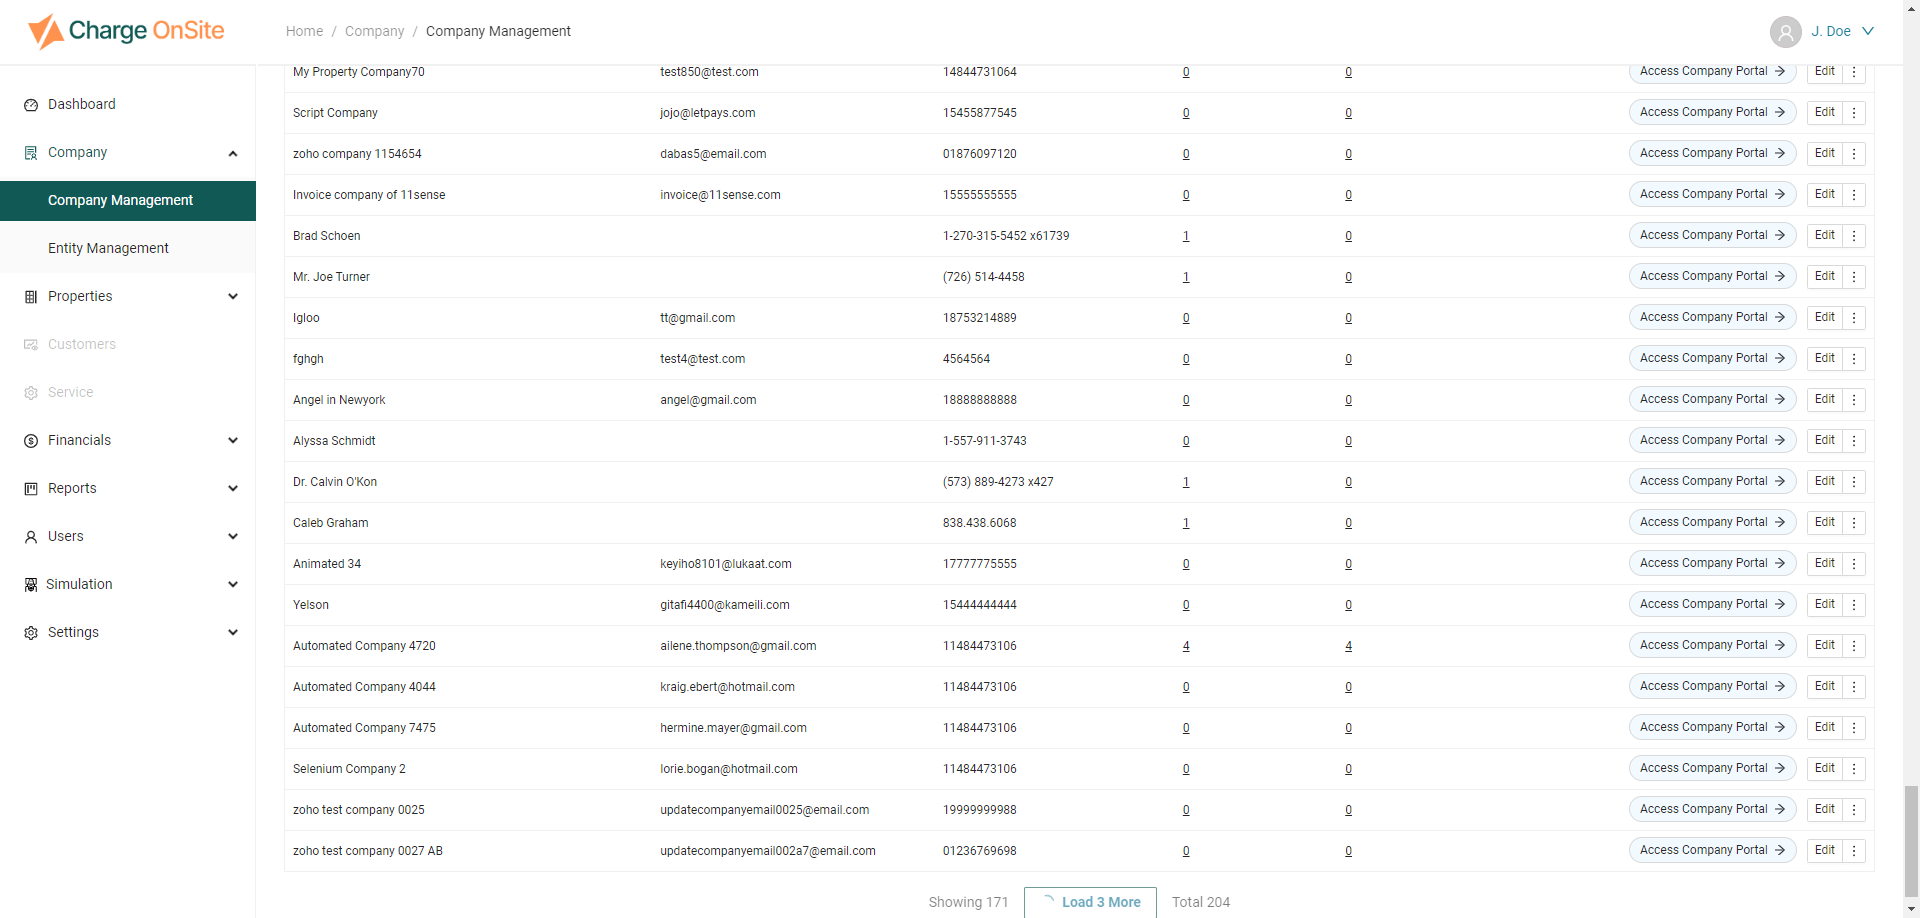 Charge OnSite
Home / Company / Company Management
J. Doe
Dashboard
Company
Company Management
Entity Management
Properties
Customers
Service
Financials
Reports
Users
Simulation
Settings
My Property Company70 test850@test.com 14844731064 0 0 Access Company Portal Edit
Script Company jojo@letpays.com 15455877545 0 0 Access Company Portal Edit
zoho company 1154654 dabas5@email.com 01876097120 0 0 Access Company Portal Edit
Invoice company of 11sense invoice@11sense.com 15555555555 0 0 Access Company Portal Edit
Brad Schoen 1-270-315-5452 x61739 1 0 Access Company Portal Edit
Mr. Joe Turner (726) 514-4458 1 0 Access Company Portal Edit
Igloo tt@gmail.com 18753214889 0 0 Access Company Portal Edit
fghgh test4@test.com 4564564 0 0 Access Company Portal Edit
Angel in Newyork angel@gmail.com 18888888888 0 0 Access Company Portal Edit
Alyssa Schmidt 1-557-911-3743 0 0 Access Company Portal Edit
Dr. Calvin O'Kon (573) 889-4273 x427 1 0 Access Company Portal Edit
Caleb Graham 838.438.6068 1 0 Access Company Portal Edit
Animated 34 keyiho8101@lukaat.com 17777775555 0 0 Access Company Portal Edit
Yelson gitafi4400@kameili.com 15444444444 0 0 Access Company Portal Edit
Automated Company 4720 ailene.thompson@gmail.com 11484473106 4 4 Access Company Portal Edit
Automated Company 4044 kraig.ebert@hotmail.com 11484473106 0 0 Access Company Portal Edit
Automated Company 7475 hermine.mayer@gmail.com 11484473106 0 0 Access Company Portal Edit
Selenium Company 2 lorie.bogan@hotmail.com 11484473106 0 0 Access Company Portal Edit
zoho test company 0025 updatecompanyemail0025@email.com 19999999988 0 0 Access Company Portal Edit
zoho test company 0027 AB updatecompanyemail002a7@email.com 01236769698 0 0 Access Company Portal Edit
Showing 171 Load 3 More Total 204